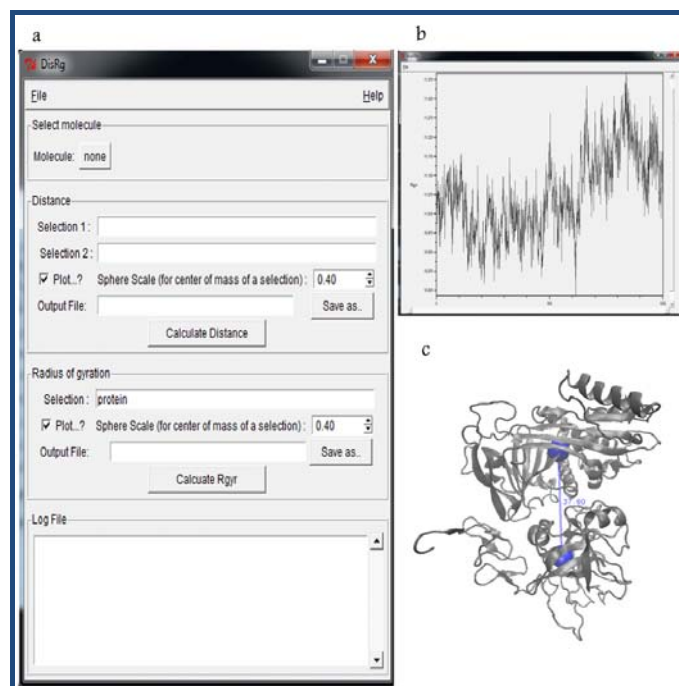 a
DisRg
File Help
Select molecule
Molecule: none
Distance
Selection 1 :
Selection 2 :
Plot..? Sphere Scale (for center of mass of a selection) : 0.40
Output File: Save as..
Calculate Distance
Radius of gyration
Selection : protein
Plot..? Sphere Scale (for center of mass of a selection) : 0.40
Output File: Save as..
Calcuate Rgyr
Log File
b
c